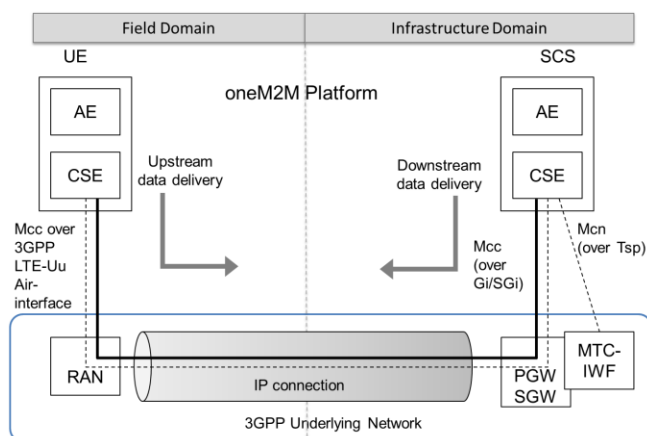 Field Domain
Infrastructure Domain
UE
SCS
oneM2M Platform
AE
AE
CSE
CSE
Upstream
data delivery
Downstream
data delivery
Mcc over
3GPP
LTE-Uu
Air-
interface
Mcc
(over
Gi/SGi)
Mcn
(over Tsp)
RAN
IP connection
PGW
SGW
MTC-
IWF
3GPP Underlying Network